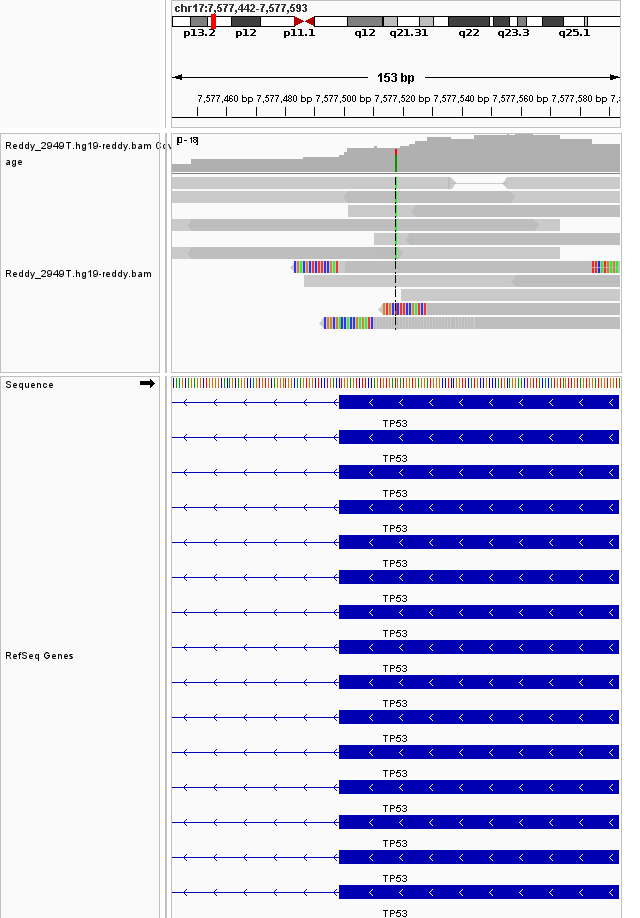 chr17:7,577,442-7,577,593
p13.2 p12 p11.1 q12 q21.31 q22 q23.3 q25.1
153 bp
7,577,460 bp 7,577,480 bp 7,577,500 bp 7,577,520 bp 7,577,540 bp 7,577,560 bp 7,577,580 bp
[0 - 18]
Reddy_2949T.hg19-reddy.bam Cov
age
Reddy_2949T.hg19-reddy.bam
Sequence
TP53
TP53
TP53
TP53
TP53
TP53
TP53
RefSeq Genes
TP53
TP53
TP53
TP53
TP53
TP53
TP53
TP53